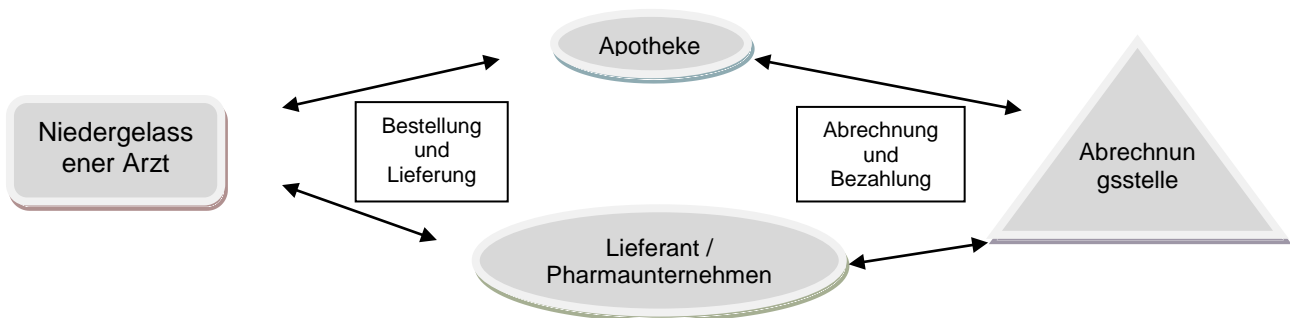 Apotheke
Niedergelass
ener Arzt
Bestellung
und
Lieferung
Abrechnung
und
Bezahlung
Abrechnun
gsstelle
Lieferant /
Pharmaunternehmen